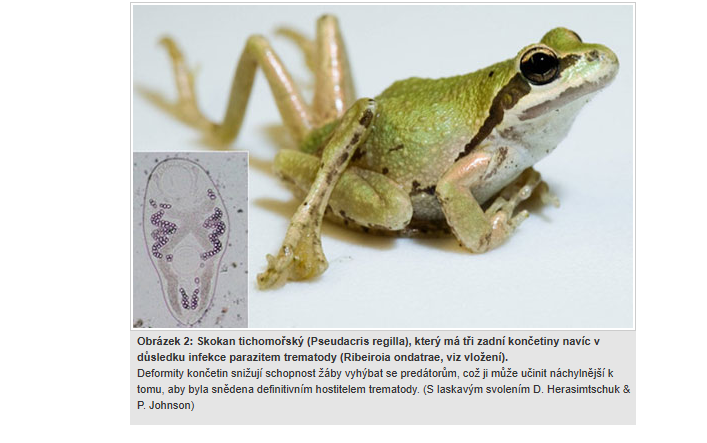 Obrázek 2: Skokan tichomořský (Pseudacris regilla), který má tři zadní končetiny navíc v
důsledku infekce parazitem trematody (Ribeiroia ondatrae, viz vložení).
Deformity končetin snižují schopnost žáby vyhýbat se predátorům, což ji může učinit náchylnější k
tomu, aby byla snědena definitivním hostitelem trematody. (S laskavým svolením D. Herasimtschuk &
P. Johnson)